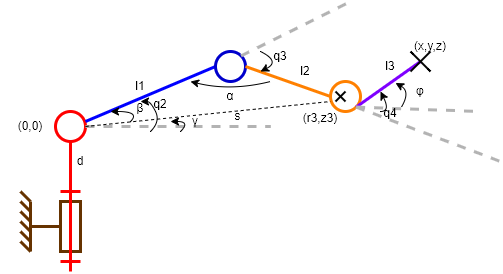 (x,y,z)
q3
l3
l1
l2
α
φ
q2
β
(0,0)
γ
s
(r3,z3)
q4
d